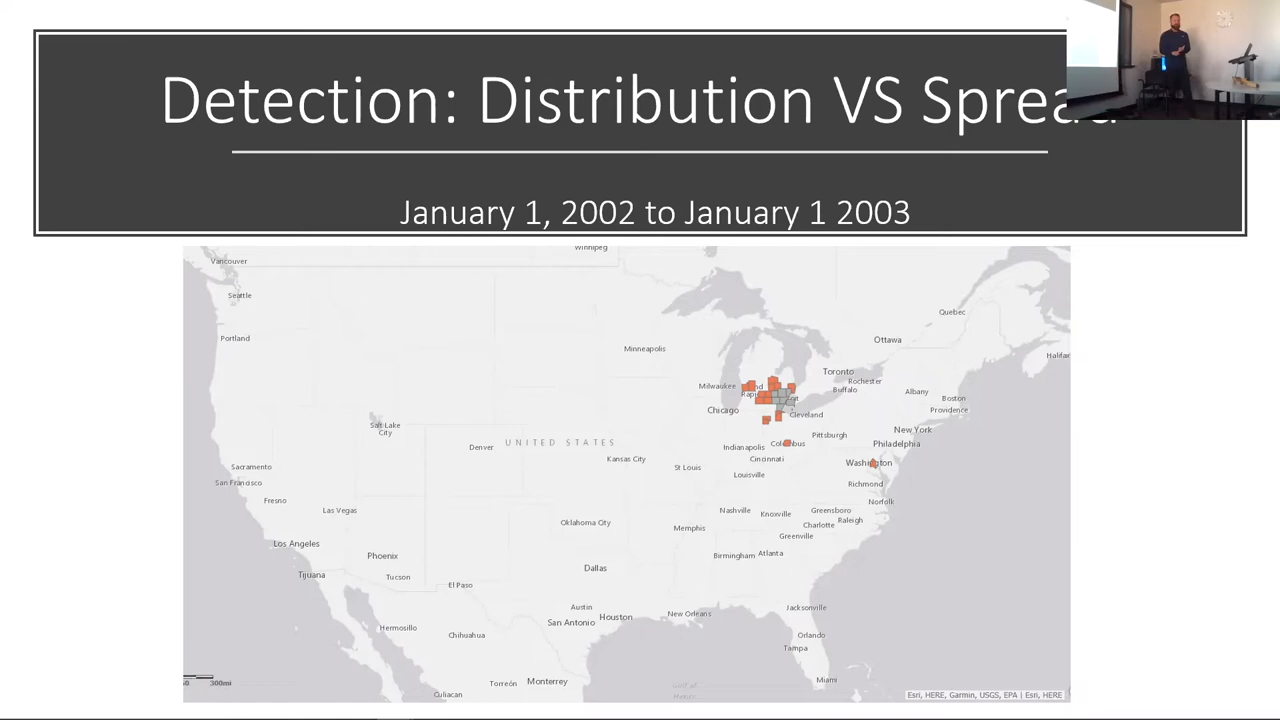 Detection: Distribution VS Spread
January 1, 2002 to January 1 2003
Winnipeg
Vancouver
Seattle
Quebec
Portland
Ottawa
Minneapolis
Halifax
Toronto
Rochester
Milwaukee
Buffalo
Albany
Boston
Chicago
Cleveland
Providence
Salt Lake
City
New York
Pittsburgh
UNITED STATES
Denver
Indianapolis
Columbus
Philadelphia
Kansas City
Cincinnati
Washington
Sacramento
St Louis
Louisville
San Francisco
Richmond
Fresno
Norfolk
Las Vegas
Nashville
Knoxville
Greensboro
Raleigh
Oklahoma City
Memphis
Charlotte
Greenville
Los Angeles
Phoenix
Birmingham
Atlanta
Dallas
Tijuana
Tucson
El Paso
Austin
Houston
New Orleans
Jacksonville
San Antonio
Hermosillo
Chihuahua
Orlando
Tampa
Miami
Torreón
Monterrey
Culiacan
300mi
Esri, HERE, Garmin, USGS, EPA | Esri, HERE